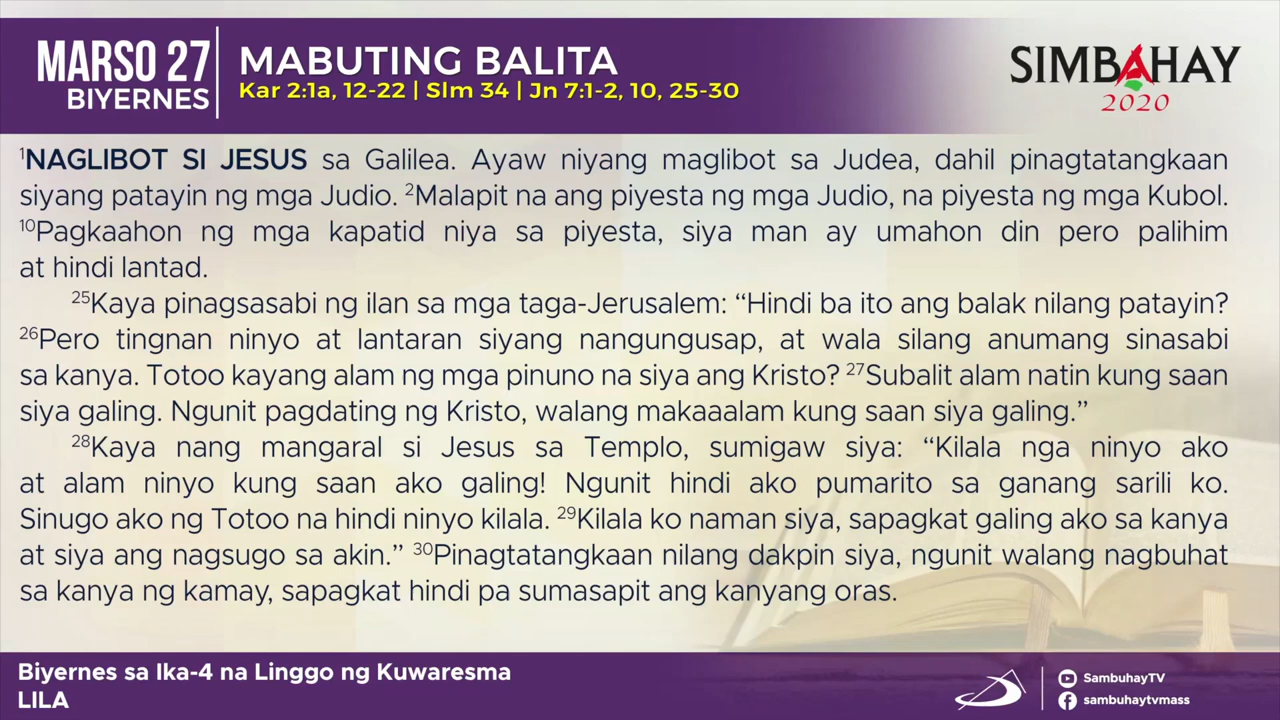 MARSO 27
BIYERNES
MABUTING BALITA
Kar 2:1a, 12-22 | Slm 34 | Jn 7:1-2, 10, 25-30
SIMBAHAY
2020
¹NAGLIBOT SI JESUS sa Galilea. Ayaw niyang maglibot sa Judea, dahil pinagtatangkaan
siyang patayin ng mga Judio. ²Malapit na ang piyesta ng mga Judio, na piyesta ng mga Kubol.
¹⁰Pagkaahon ng mga kapatid niya sa piyesta, siya man ay umahon din pero palihim
at hindi lantad.
²⁵Kaya pinagsasabi ng ilan sa mga taga-Jerusalem: “Hindi ba ito ang balak nilang patayin?
²⁶Pero tingnan ninyo at lantaran siyang nangungusap, at wala silang anumang sinasabi
sa kanya. Totoo kayang alam ng mga pinuno na siya ang Kristo? ²⁷Subalit alam natin kung saan
siya galing. Ngunit pagdating ng Kristo, walang makaaalam kung saan siya galing.”
²⁸Kaya nang mangaral si Jesus sa Templo, sumigaw siya: “Kilala nga ninyo ako
at alam ninyo kung saan ako galing! Ngunit hindi ako pumarito sa ganang sarili ko.
Sinugo ako ng Totoo na hindi ninyo kilala. ²⁹Kilala ko naman siya, sapagkat galing ako sa kanya
at siya ang nagsugo sa akin.” ³⁰Pinagtatangkaan nilang dakpin siya, ngunit walang nagbuhat
sa kanya ng kamay, sapagkat hindi pa sumasapit ang kanyang oras.
Biyernes sa Ika-4 na Linggo ng Kuwaresma
LILA
SambuhayTV
sambuhaytvmass